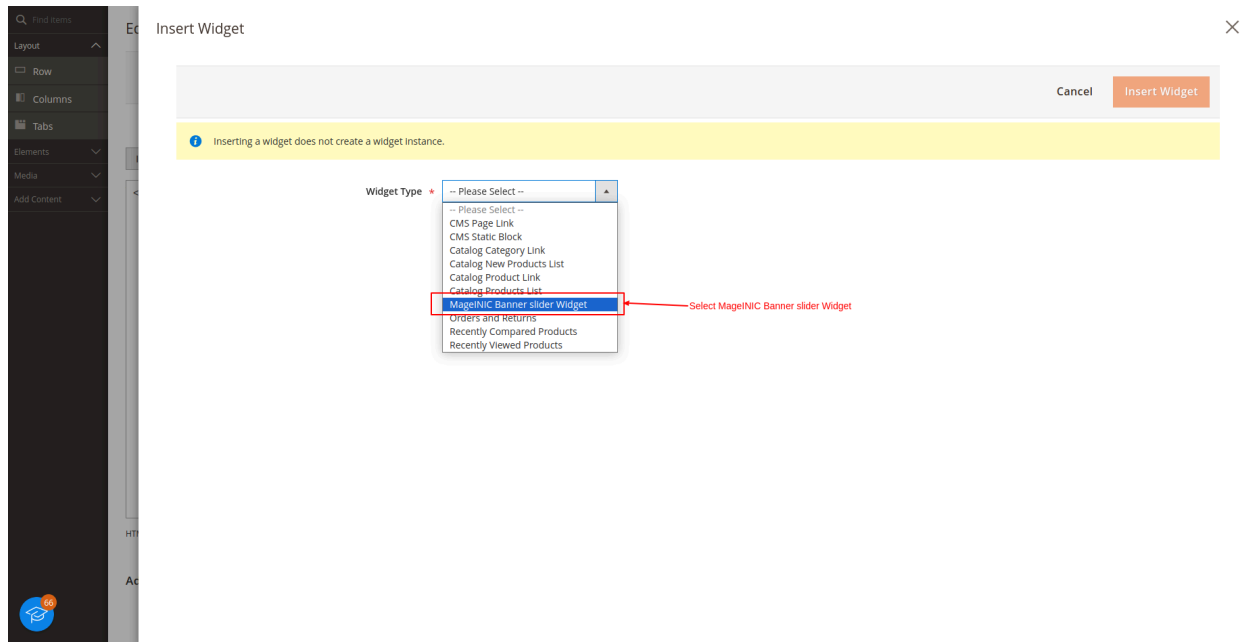 Find items
Layout
Row
Columns
Tabs
Elements
Media
Add Content
66
Insert Widget
Cancel
Insert Widget
Inserting a widget does not create a widget instance.
Widget Type *
-- Please Select --
-- Please Select --
CMS Page Link
CMS Static Block
Catalog Category Link
Catalog New Products List
Catalog Product Link
Catalog Products List
MageINIC Banner slider Widget
Select MageINIC Banner slider Widget
Orders and Returns
Recently Compared Products
Recently Viewed Products